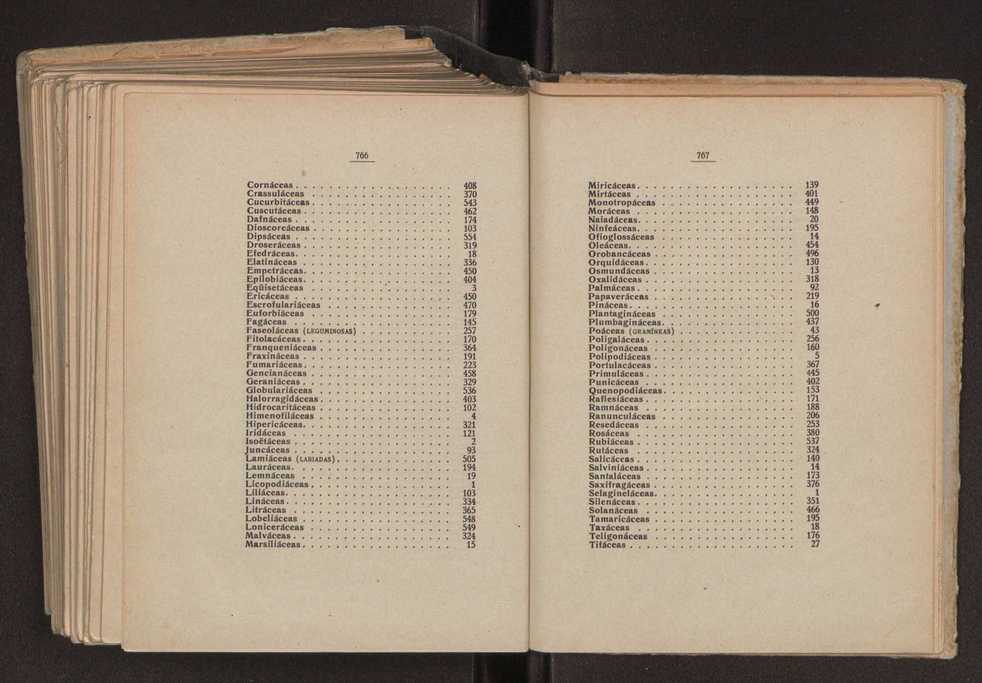 766
Cornáceas 408
Crassuláceas 370
Cucurbitáceas 543
Cuscutáceas 462
Dafnáceas 174
Dioscoreáceas 103
Dipsáceas 554
Droseráceas 319
Efedráceas 18
Elatináceas 336
Empetráceas 450
Epilobiáceas 404
Eqüisetáceas 3
Ericáceas 450
Escrofulariáceas 470
Euforbiáceas 179
Fagáceas 145
Faseoláceas (LEGUMINOSAS) 257
Fitolacáceas 170
Franqueniáceas 364
Fraxináceas 191
Fumariáceas 223
Gencianáceas 458
Geraniáceas 329
Globulariáceas 536
Halorragidáceas 403
Hidrocaritáceas 102
Himenofiláceas 4
Hipericáceas 321
Iridáceas 121
Isoëtáceas 2
Juncáceas 93
Lamiáceas (LABIADAS) 505
Lauráceas 194
Lemnáceas 19
Licopodiáceas 1
Liliáceas 103
Lináceas 334
Litráceas 365
Lobeliáceas 548
Loniceráceas 549
Malváceas 324
Marsiliáceas 15
767
Miricáceas 139
Mirtáceas 401
Monotropáceas 449
Moráceas 148
Naiadáceas 20
Ninfeáceas 195
Ofioglossáceas 14
Oleáceas 454
Orobancáceas 496
Orquidáceas 130
Osmundáceas 13
Oxalidáceas 318
Palmáceas 92
Papaveráceas 219
Pináceas 16
Plantagináceas 500
Plumbagináceas 437
Poáceas (GRAMÍNEAS) 43
Poligaláceas 256
Poligonáceas 160
Polipodiáceas 5
Portulacáceas 367
Primuláceas 445
Punicáceas 402
Quenopodiáceas 153
Raflesiáceas 171
Ramnáceas 188
Ranunculáceas 206
Resedáceas 253
Rosáceas 380
Rubiáceas 537
Rutáceas 324
Salicáceas 140
Salviniáceas 14
Santaláceas 173
Saxifragáceas 376
Selagineláceas 1
Silenáceas 351
Solanáceas 466
Tamaricáceas 195
Taxáceas 18
Teligonáceas 176
Tifáceas 27